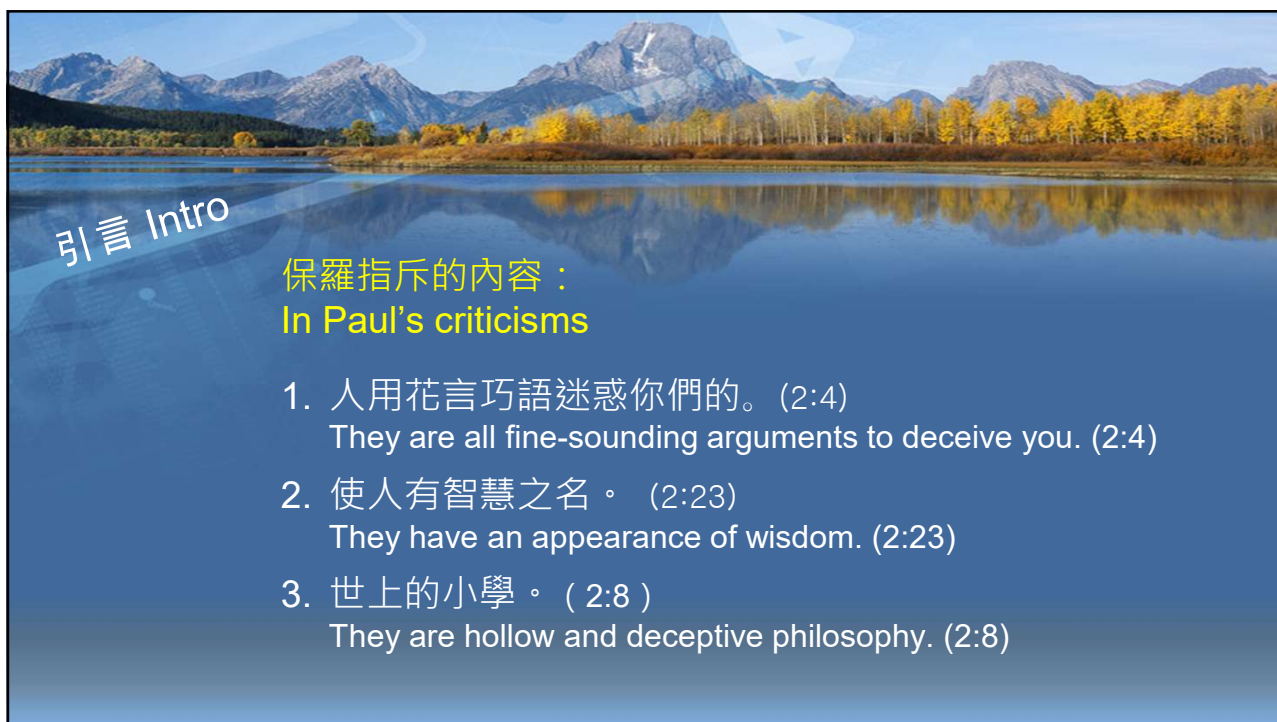 引言 Intro
保羅指斥的內容：
In Paul’s criticisms
1. 人用花言巧語迷惑你們的。(2:4)
They are all fine-sounding arguments to deceive you. (2:4)
2. 使人有智慧之名。 (2:23)
They have an appearance of wisdom. (2:23)
3. 世上的小學。( 2:8 )
They are hollow and deceptive philosophy. (2:8)